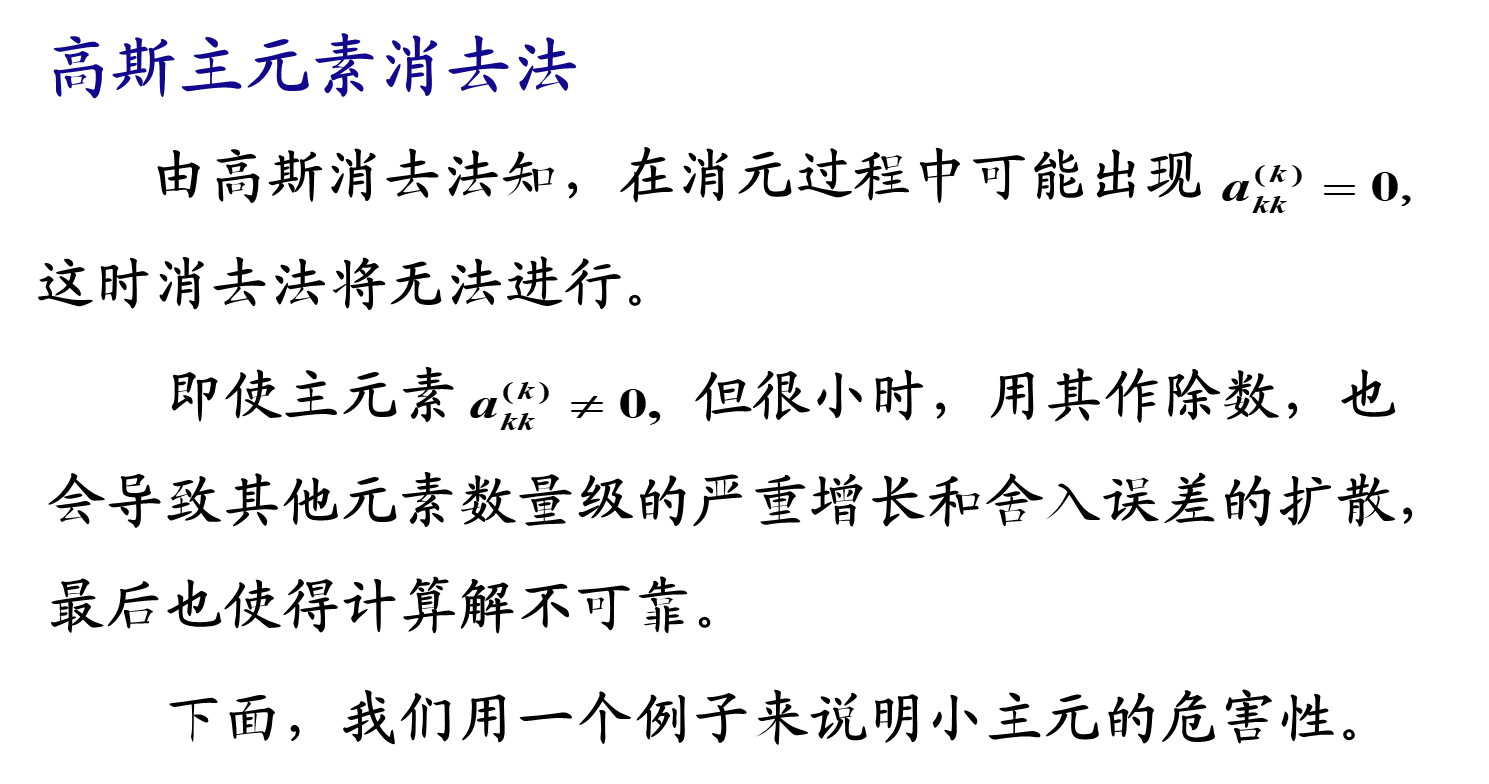 高斯主元素消去法
由高斯消去法知，在消元过程中可能出现 a_{kk}^{(k)} = 0,
这时消去法将无法进行。
即使主元素 a_{kk}^{(k)} ≠ 0, 但很小时，用其作除数，也
会导致其他元素数量级的严重增长和舍入误差的扩散，
最后也使得计算解不可靠。
下面，我们用一个例子来说明小主元的危害性。